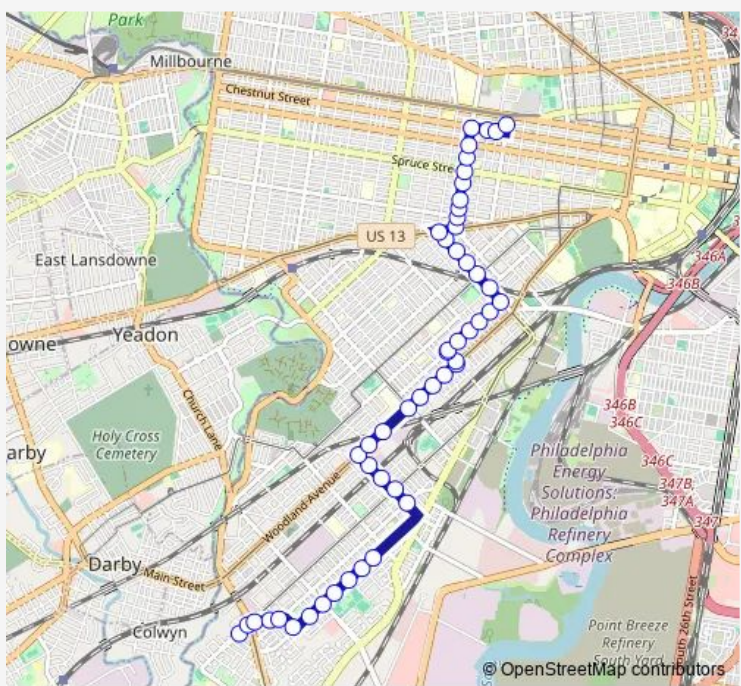 Park
Millbourne
Chestnut Street
Spruce Stre
US 13
East Lansdowne
346A
346B
Yeadon
owne
Church Lane
346B
346C
Holy Cross
Cemetery
arby
346C
Philadelphia
Energy
Solutions:
Philadelphia
Refinery
Complex
347B
347A
347
Woodland Avenue
Darby
Main Street
Colwyn
Point Breeze
Refinery
South Yard
South 26th Street
© OpenStreetMap contributors